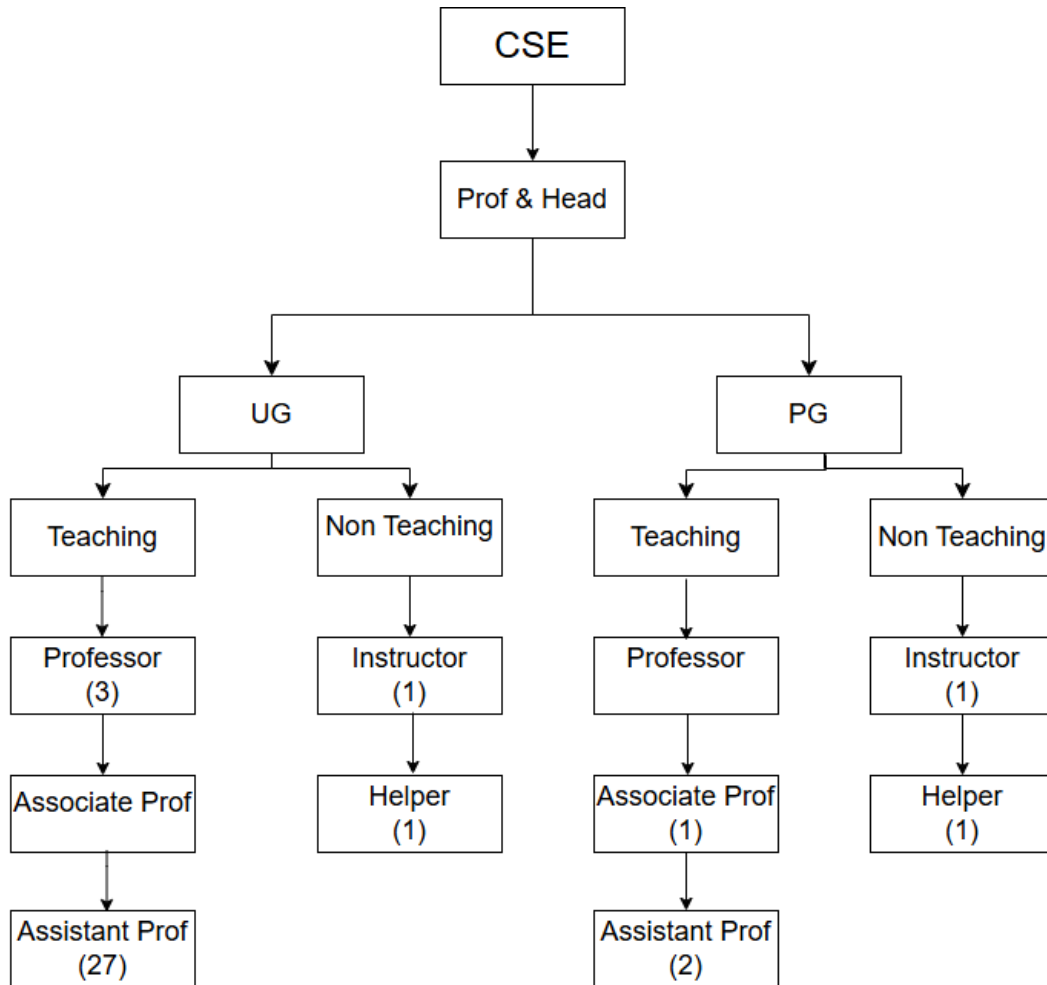 CSE
Prof & Head
UG
PG
Teaching
Non Teaching
Teaching
Non Teaching
Professor
(3)
Instructor
(1)
Professor
Instructor
(1)
Associate Prof
Helper
(1)
Associate Prof
(1)
Helper
(1)
Assistant Prof
(27)
Assistant Prof
(2)